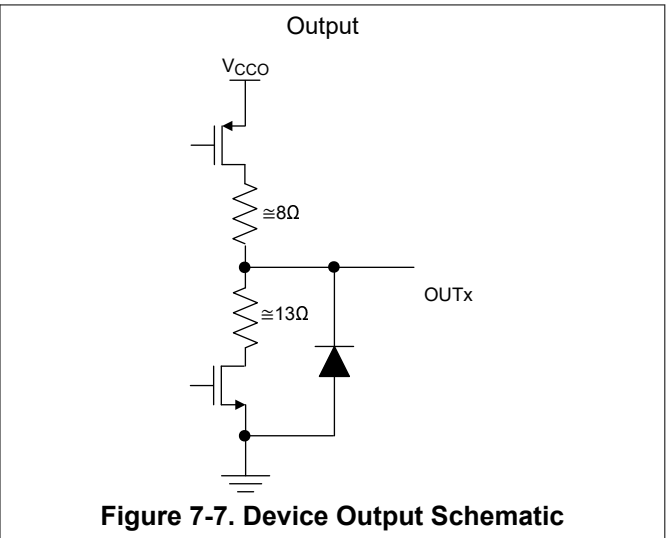 Output
VCCO
≅8Ω
OUTx
≅13Ω
Figure 7-7. Device Output Schematic